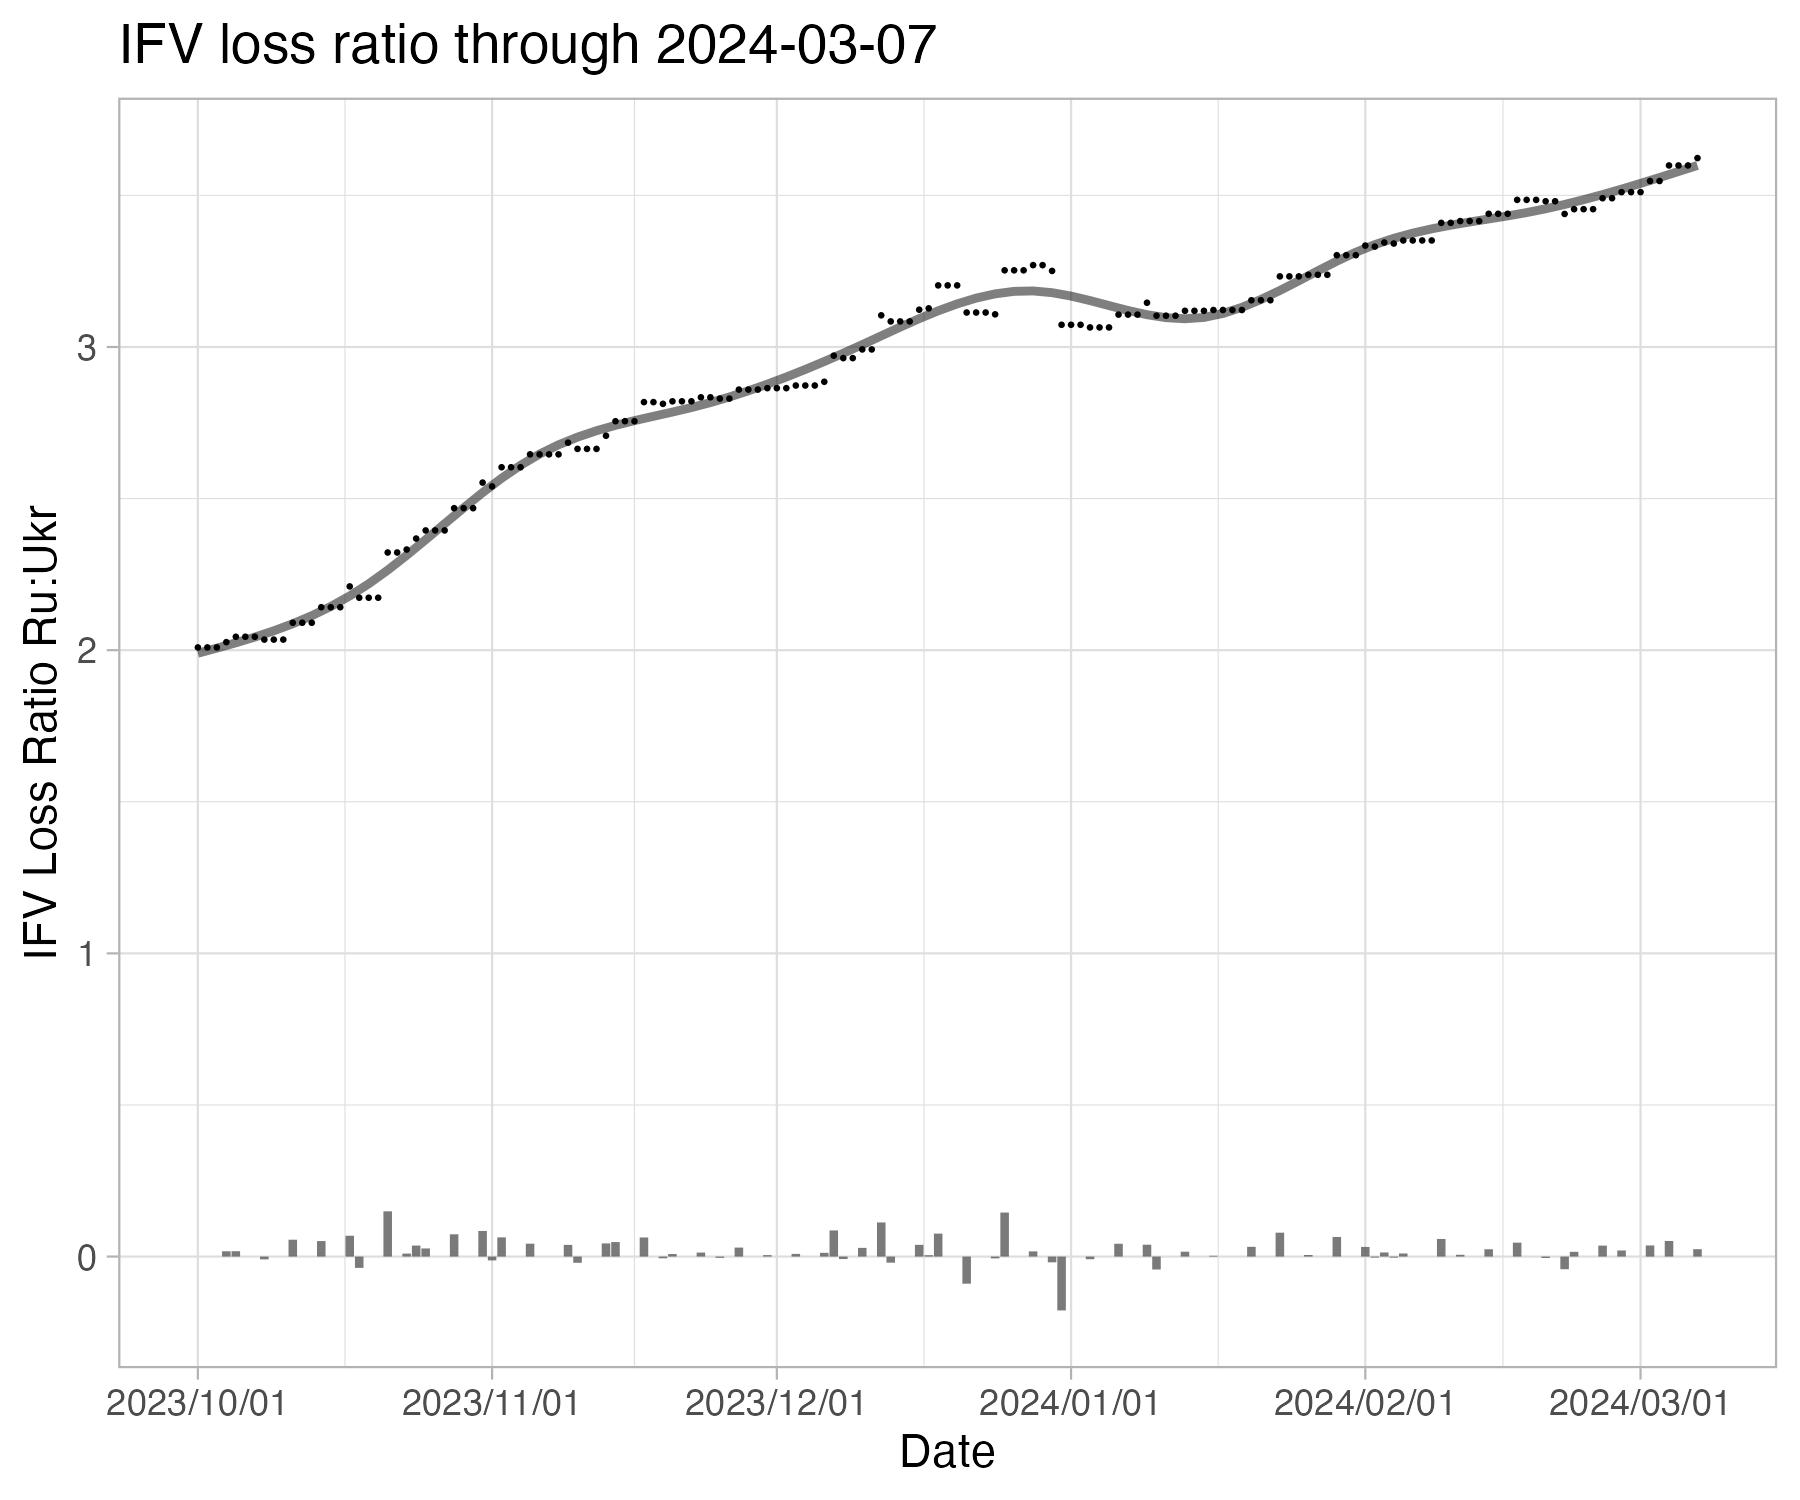 IFV loss ratio through 2024-03-07
IFV Loss Ratio Ru:Ukr
3
2
1
0
2023/10/01 2023/11/01 2023/12/01 2024/01/01 2024/02/01 2024/03/01
Date